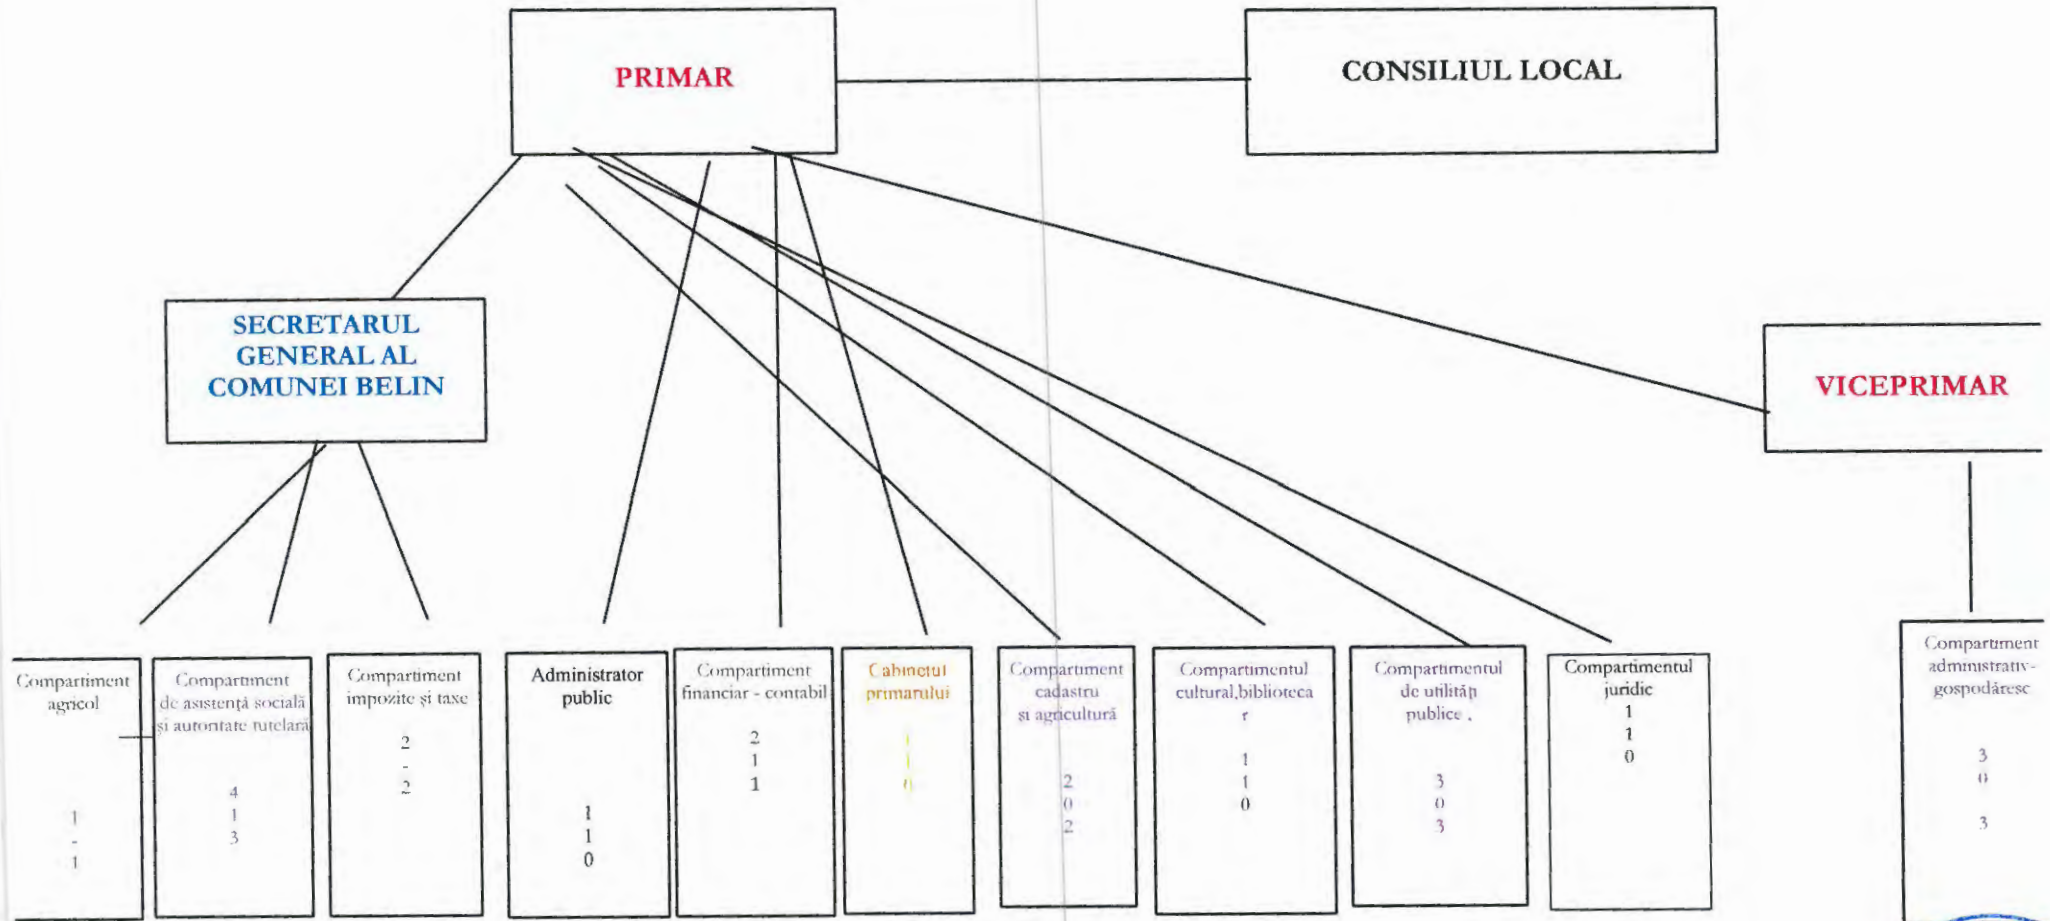 PRIMAR
CONSILIUL LOCAL
SECRETARUL
GENERAL AL
COMUNEI BELIN
VICEPRIMAR
Compartiment
agricol
1
-
1
Compartiment
de asistență socială
și autoritate tutelară
4
1
3
Compartiment
impozite și taxe
2
-
2
Administrator
public
1
1
0
Compartiment
financiar - contabil
2
1
1
Cabinetul
primarului
1
1
0
Compartiment
cadastru
și agricultură
2
0
2
Compartimentul
cultural,biblioteca
r
1
1
0
Compartimentul
de utilități
publice .
3
0
3
Compartimentul
juridic
1
1
0
Compartiment
administrativ-
gospodăresc
3
0
3